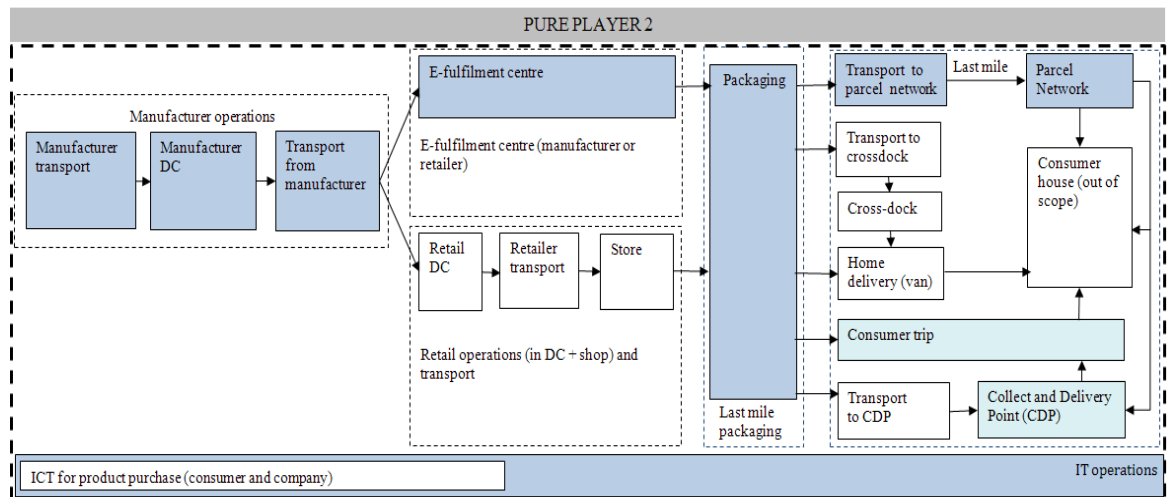 PURE PLAYER 2
Manufacturer operations
Manufacturer
transport
Manufacturer
DC
Transport
from
manufacturer
E-fulfilment centre
E-fulfilment centre (manufacturer or
retailer)
Retail
DC
Retailer
transport
Store
Retail operations (in DC + shop) and
transport
Packaging
Last mile
packaging
Transport to
parcel network
Last mile
Parcel
Network
Transport to
crossdock
Cross-dock
Home
delivery (van)
Consumer
house (out of
scope)
Consumer trip
Transport
to CDP
Collect and Delivery
Point (CDP)
ICT for product purchase (consumer and company)
IT operations